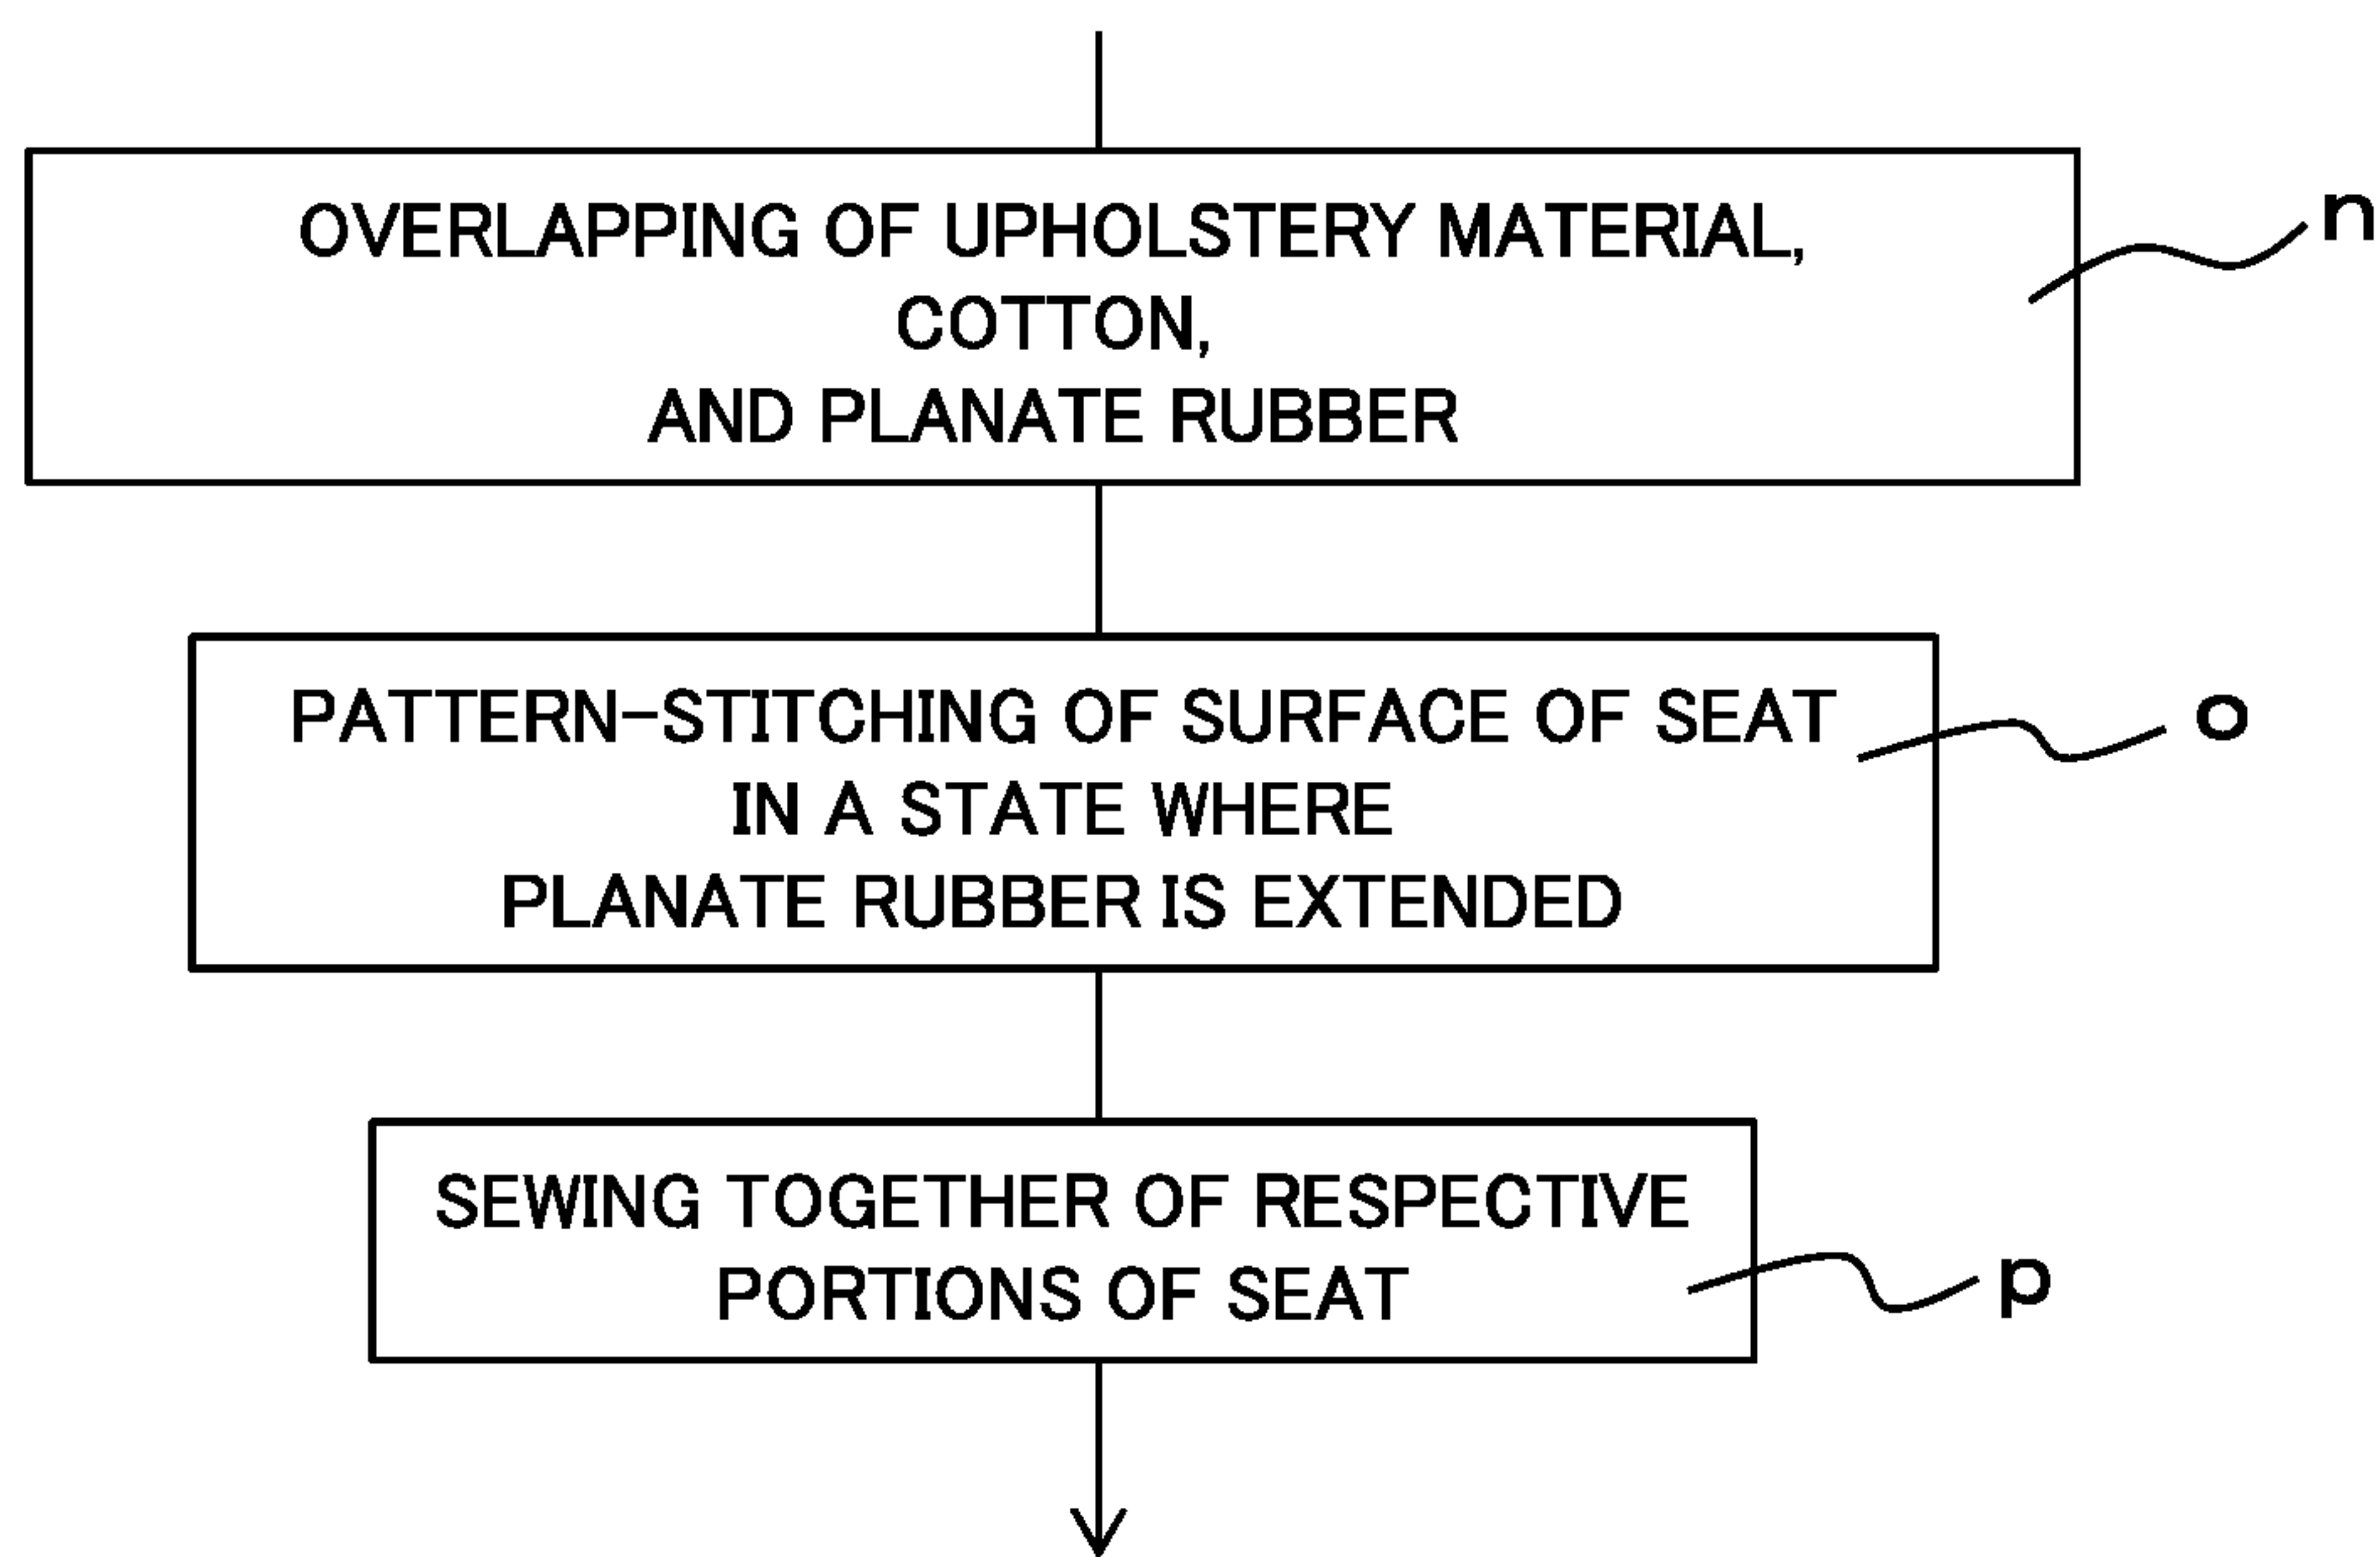 OVERLAPPING OF UPHOLSTERY MATERIAL,
COTTON,
AND PLANATE RUBBER
n
PATTERN-STITCHING OF SURFACE OF SEAT
IN A STATE WHERE
PLANATE RUBBER IS EXTENDED
o
SEWING TOGETHER OF RESPECTIVE
PORTIONS OF SEAT
p